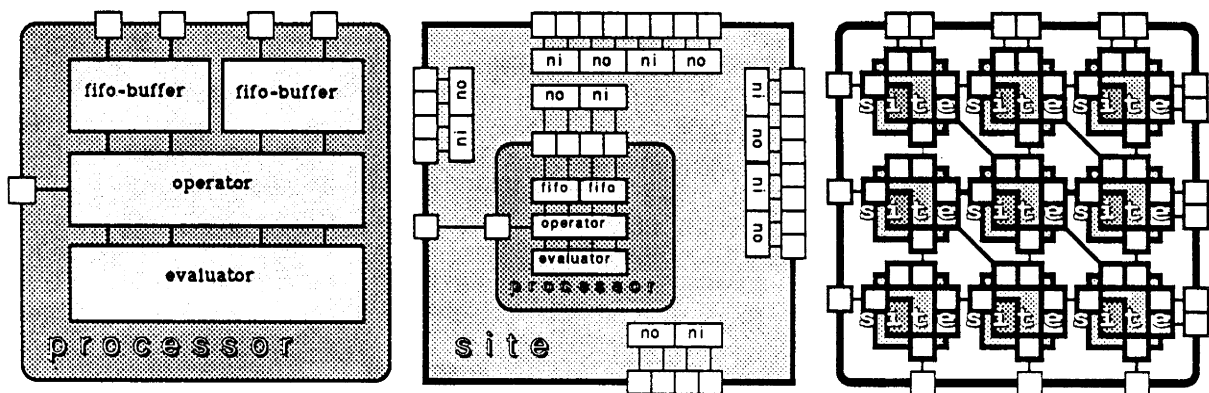 fifo-buffer
fifo-buffer
operator
evaluator
processor
ni no ni no
no
ni
no ni
fifo fifo
operator
evaluator
processor
ni
no
ni
no
no ni
site
site site site
site site site
site site site